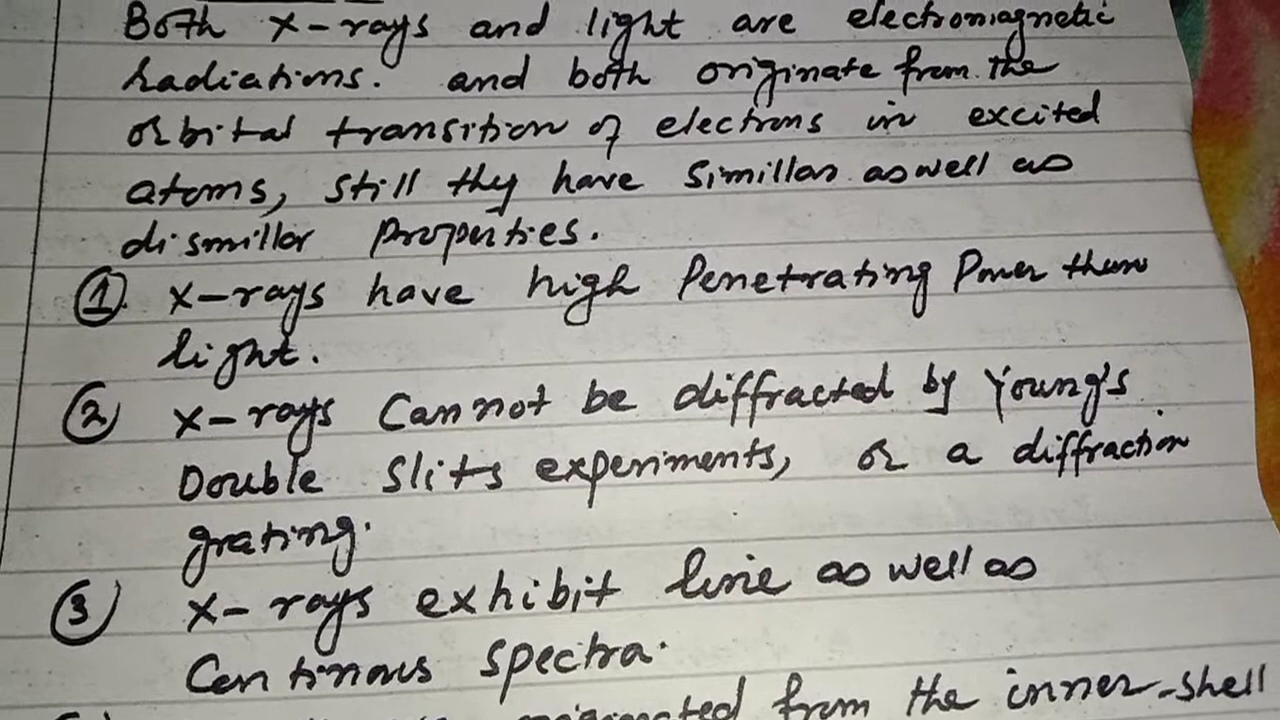 Both X-rays and light are electromagnetic
radiations. and both originate from the
orbital transition of electrons in excited
atoms, still they have Simillar aswell as
dismillar Properties.
① X-rays have high Penetrating Power than
light.
② X-rays Cannot be diffracted by Young's
Double Slits experiments, or a diffraction
grating.
③ X-rays exhibit line as well as
Continous spectra.
originated from the inner-shell